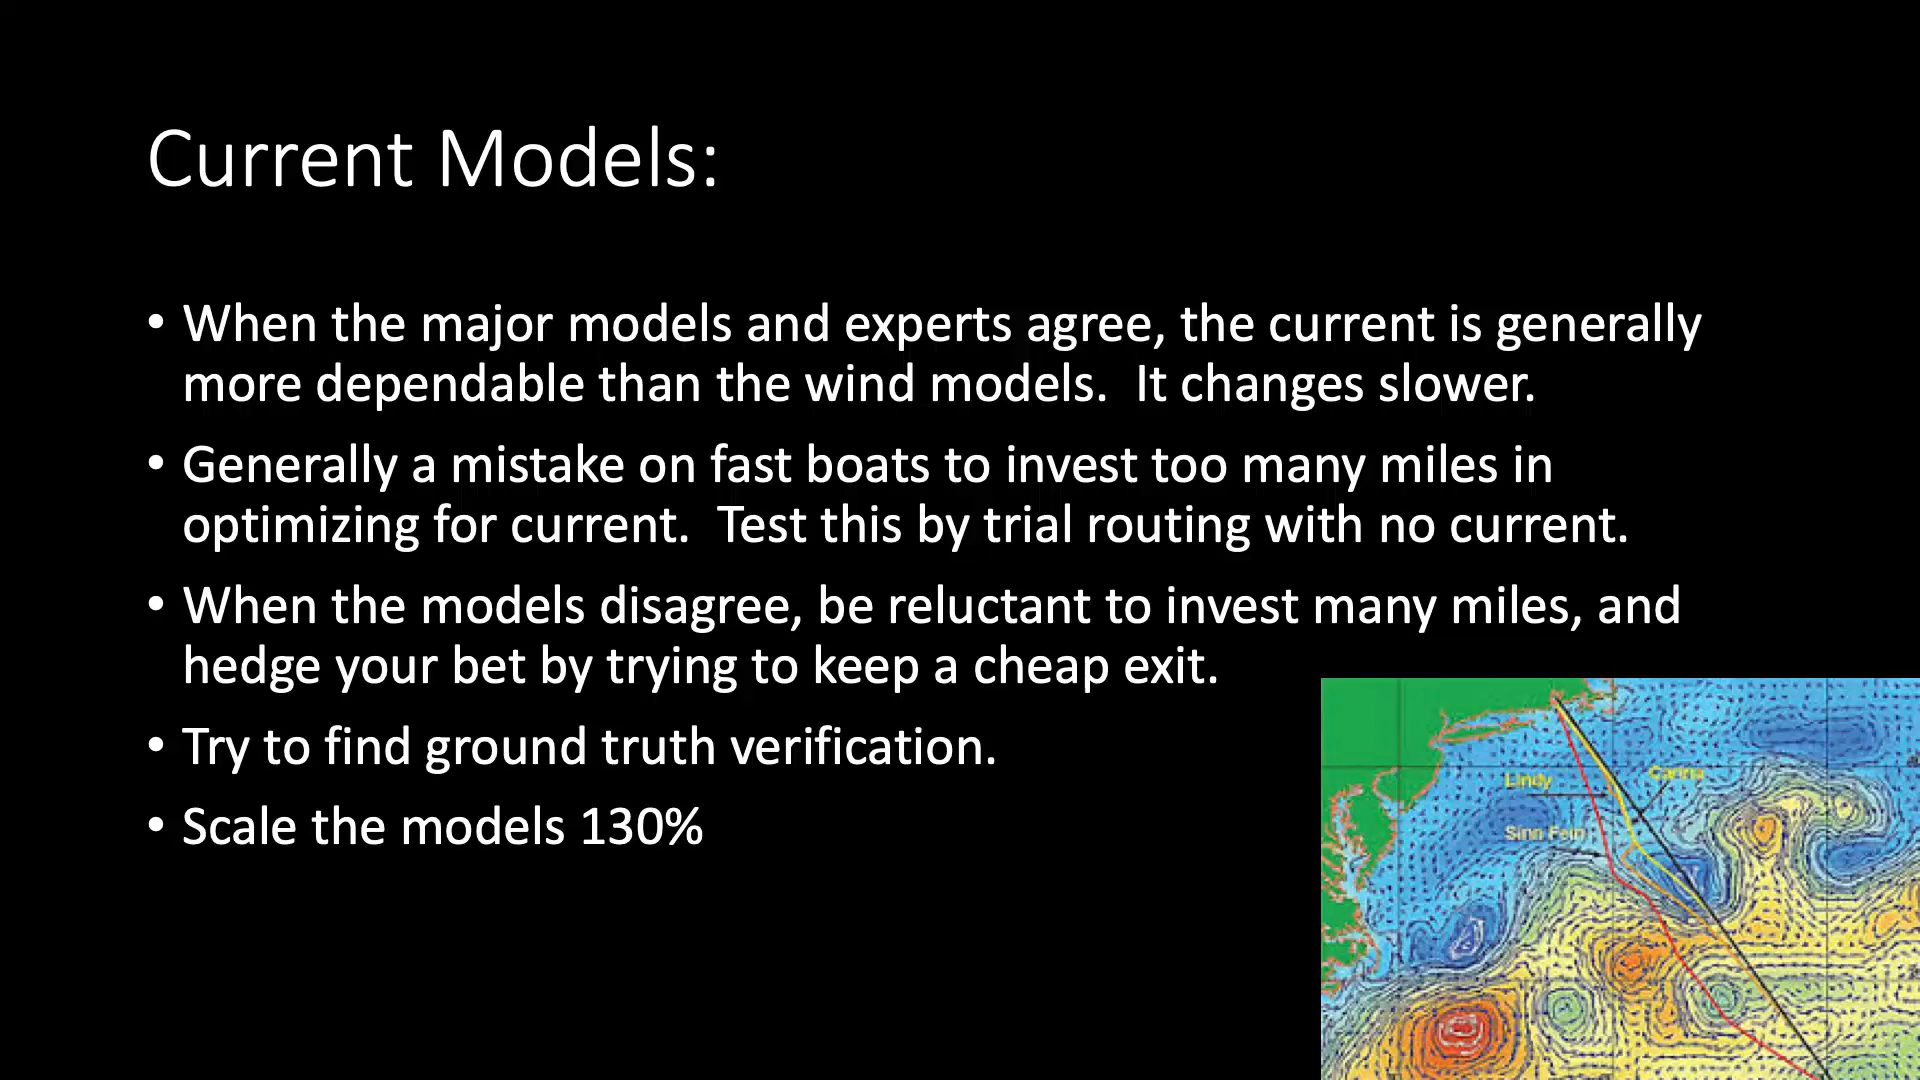 Current Models:
• When the major models and experts agree, the current is generally
more dependable than the wind models.  It changes slower.
• Generally a mistake on fast boats to invest too many miles in
optimizing for current.  Test this by trial routing with no current.
• When the models disagree, be reluctant to invest many miles, and
hedge your bet by trying to keep a cheap exit.
• Try to find ground truth verification.
• Scale the models 130%
Carina
Lindy
Sinn Fein